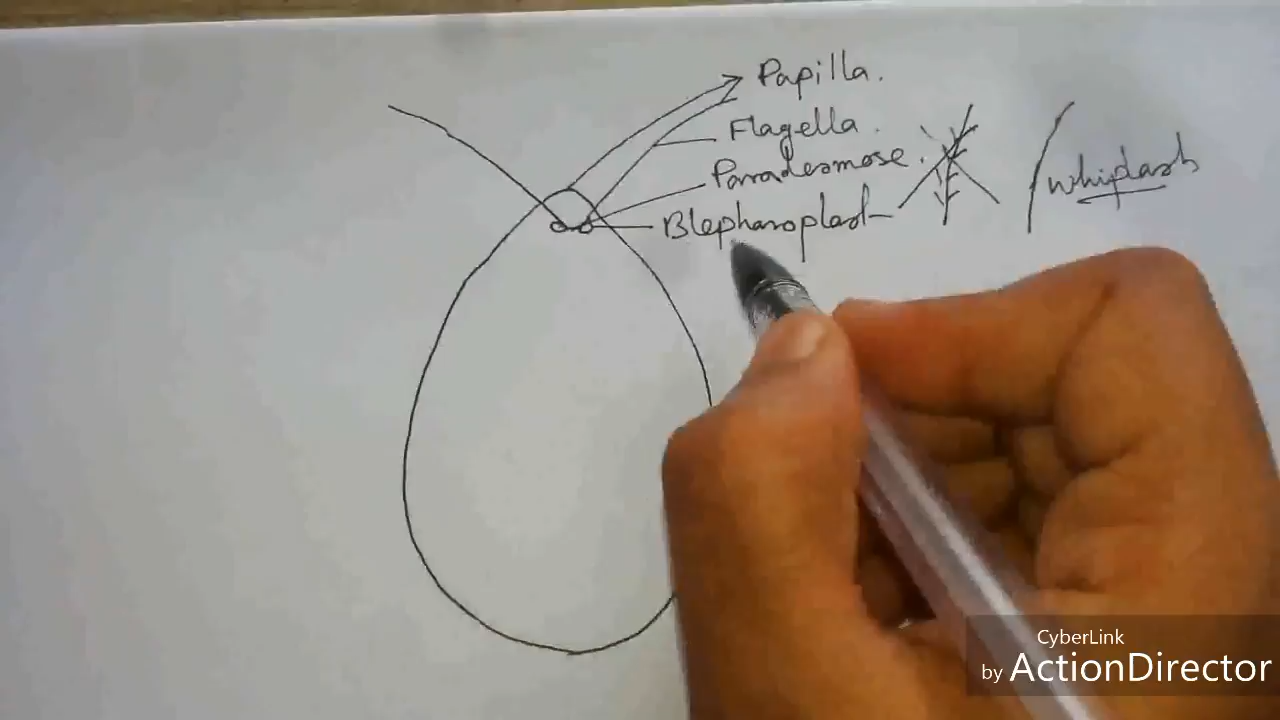 Papilla.
Flagella.
Paradesmose.
Blepharoplast
whiplash
CyberLink
by ActionDirector